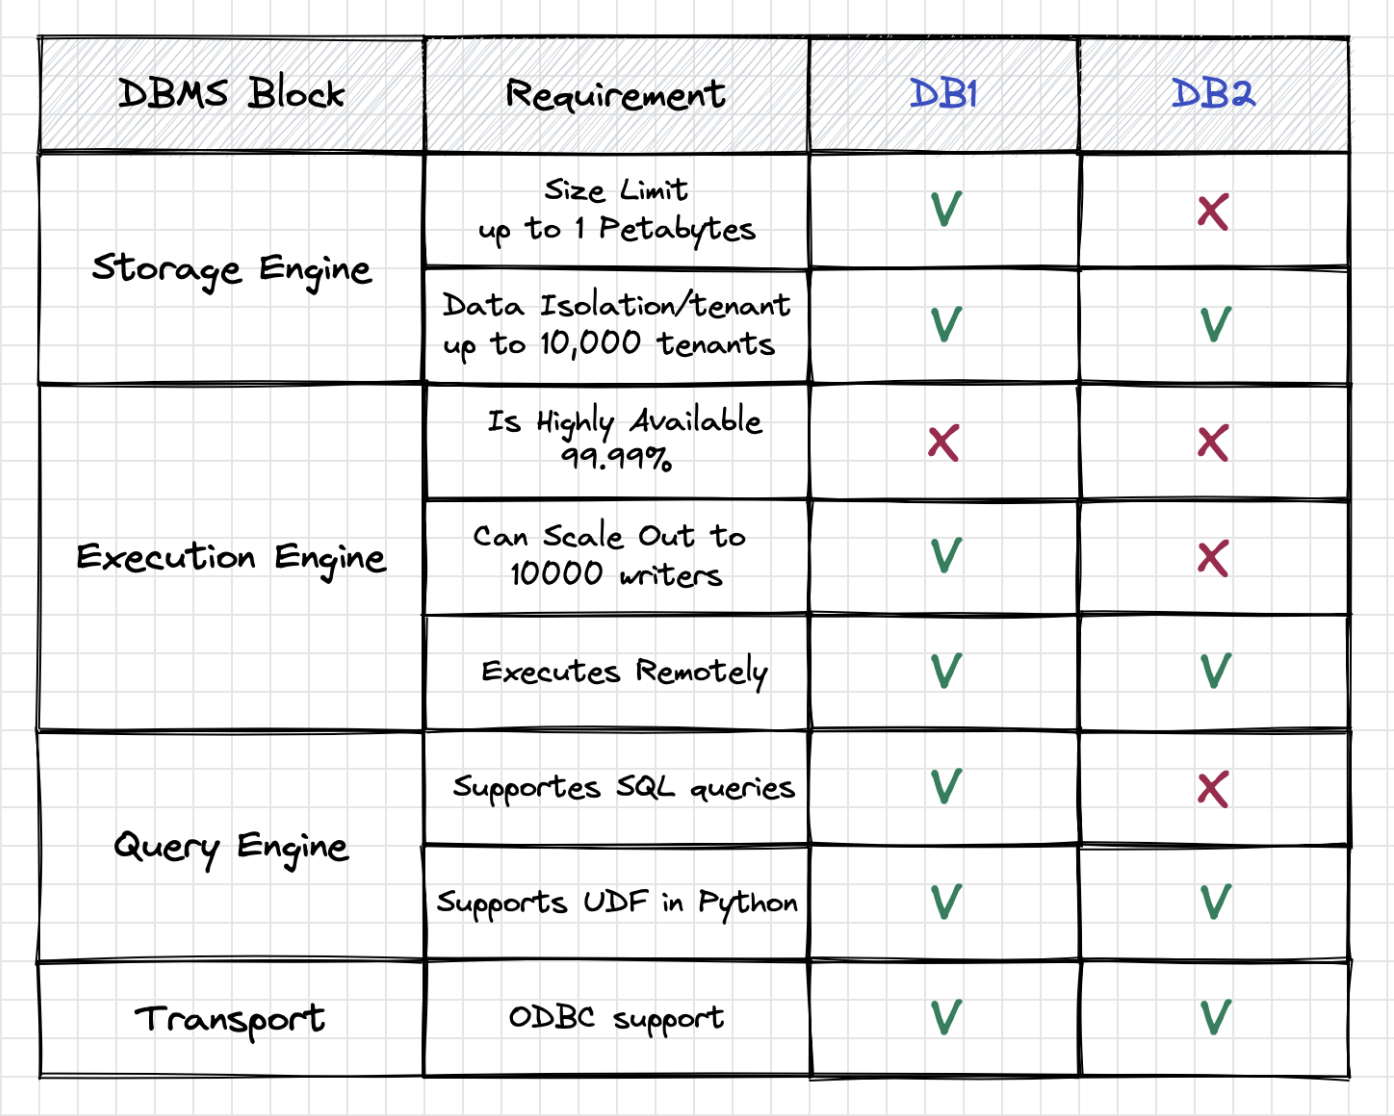 DBMS Block
Requirement
DB1
DB2
Storage Engine
Size Limit
up to 1 Petabytes
V
X
Data Isolation/tenant
up to 10,000 tenants
V
V
Execution Engine
Is Highly Available
99.99%
X
X
Can Scale Out to
10000 writers
V
X
Executes Remotely
V
V
Query Engine
Supportes SQL queries
V
X
Supports UDF in Python
V
V
Transport
ODBC support
V
V